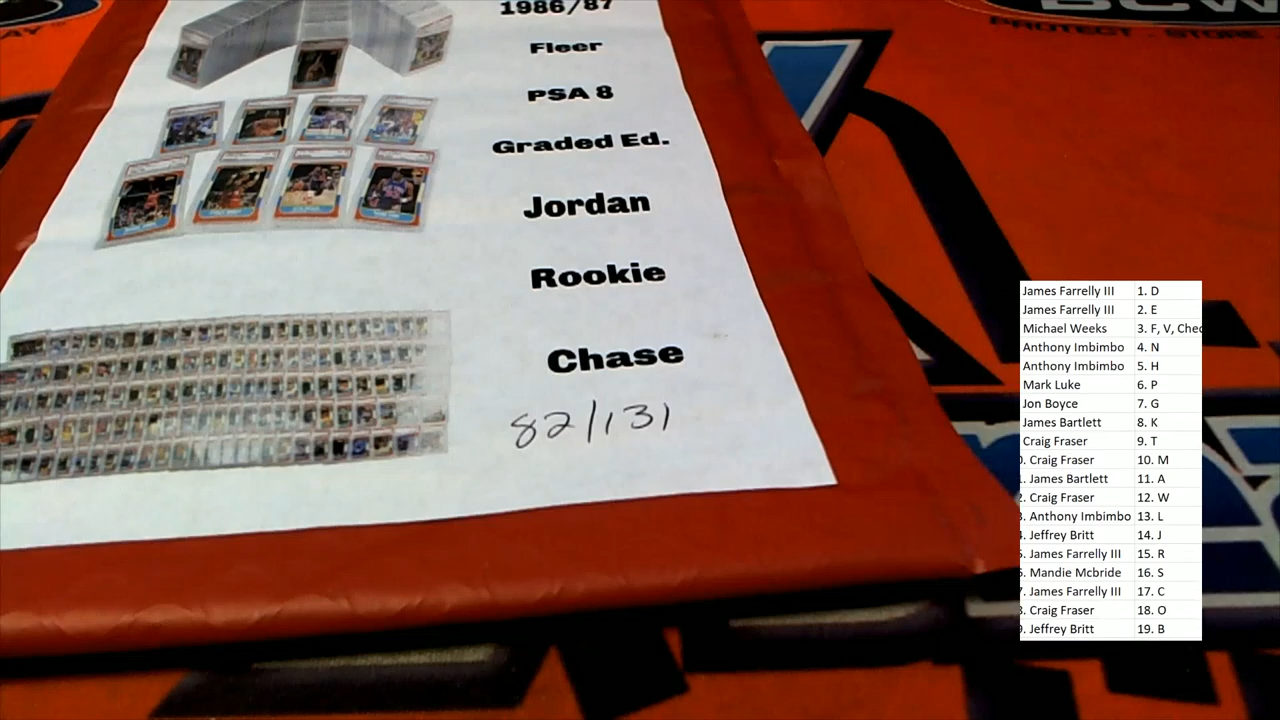 1986/87
Fleer
PSA 8
Graded Ed.
Jordan
Rookie
Chase
82/131
BCW
PROTECT - STORE
James Farrelly III 1. D
James Farrelly III 2. E
Michael Weeks 3. F, V, Chec
Anthony Imbimbo 4. N
Anthony Imbimbo 5. H
Mark Luke 6. P
Jon Boyce 7. G
James Bartlett 8. K
Craig Fraser 9. T
. Craig Fraser 10. M
. James Bartlett 11. A
. Craig Fraser 12. W
. Anthony Imbimbo 13. L
. Jeffrey Britt 14. J
. James Farrelly III 15. R
. Mandie Mcbride 16. S
. James Farrelly III 17. C
. Craig Fraser 18. O
. Jeffrey Britt 19. B